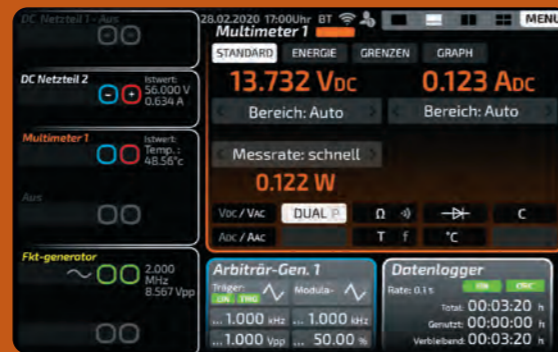 DC Netzteil 1 - Aus
28.02.2020 17:00Uhr BT
MENU
Multimeter 1
STANDARD ENERGIE GRENZEN GRAPH
13.732 VDC 0.123 ADC
Bereich: Auto Bereich: Auto
Messrate: schnell
0.122 W
VDC / VAC DUAL P Ω C
ADC / AAC T f °C
DC Netzteil 2
Istwert:
56.000 V
0.634 A
Multimeter 1
Istwert:
Temp. :
48.56°c
Aus
Fkt-generator
2.000
MHz
8.567 Vpp
Arbiträr-Gen. 1
Träger: Modula-
ON TRIG
... 1.000 kHz ... 1.000 kHz
... 1.000 Vpp ... 50.00 %
Datenlogger
Rate: 0.1 s
Total: 00:03:20 h
Genutzt: 00:00:00 h
Verbleibend: 00:03:20 h